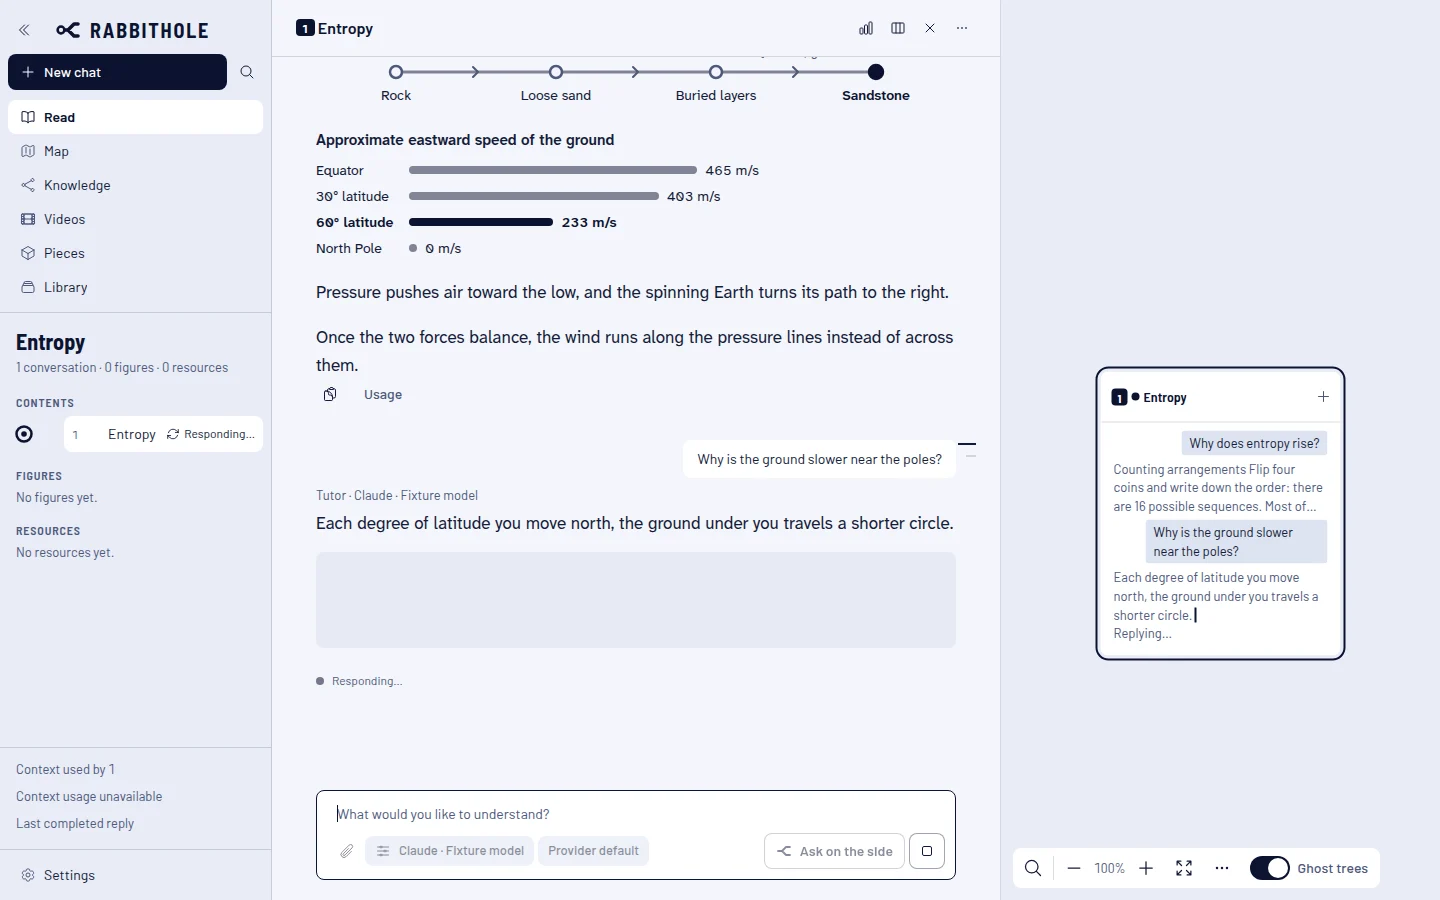 RABBITHOLE
New chat
Read
Map
Knowledge
Videos
Pieces
Library
Entropy
1 conversation · 0 figures · 0 resources
CONTENTS
1 Entropy Responding...
FIGURES
No figures yet.
RESOURCES
No resources yet.
Context used by 1
Context usage unavailable
Last completed reply
Settings
1 Entropy
Rock Loose sand Buried layers Sandstone
Approximate eastward speed of the ground
Equator 465 m/s
30° latitude 403 m/s
60° latitude 233 m/s
North Pole 0 m/s
Pressure pushes air toward the low, and the spinning Earth turns its path to the right.
Once the two forces balance, the wind runs along the pressure lines instead of across
them.
Usage
Why is the ground slower near the poles?
Tutor · Claude · Fixture model
Each degree of latitude you move north, the ground under you travels a shorter circle.
Responding...
What would you like to understand?
Claude · Fixture model Provider default Ask on the side
1 Entropy
Why does entropy rise?
Counting arrangements Flip four
coins and write down the order: there
are 16 possible sequences. Most of...
Why is the ground slower
near the poles?
Each degree of latitude you move
north, the ground under you travels a
shorter circle.
Replying...
100% Ghost trees